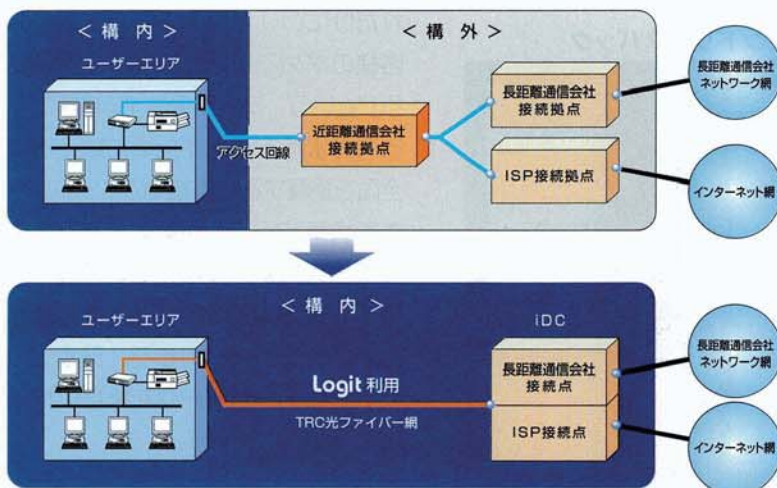 <構内>
<構外>
ユーザーエリア
アクセス回線
近距離通信会社
接続拠点
長距離通信会社
接続拠点
ISP接続拠点
長距離通信会社
ネットワーク網
インターネット網
<構内>
ユーザーエリア
iDC
Logit 利用
TRC光ファイバー網
長距離通信会社
接続点
ISP接続点
長距離通信会社
ネットワーク網
インターネット網